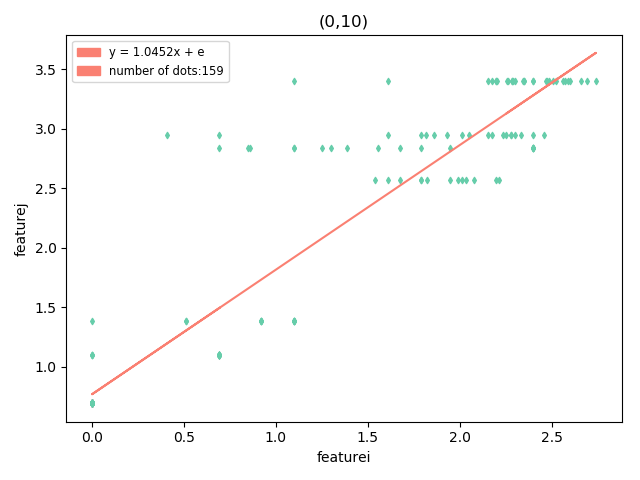 (0,10)
y = 1.0452x + e
number of dots:159
3.5
3.0
2.5
2.0
1.5
1.0
featurej
0.0 0.5 1.0 1.5 2.0 2.5
featurei